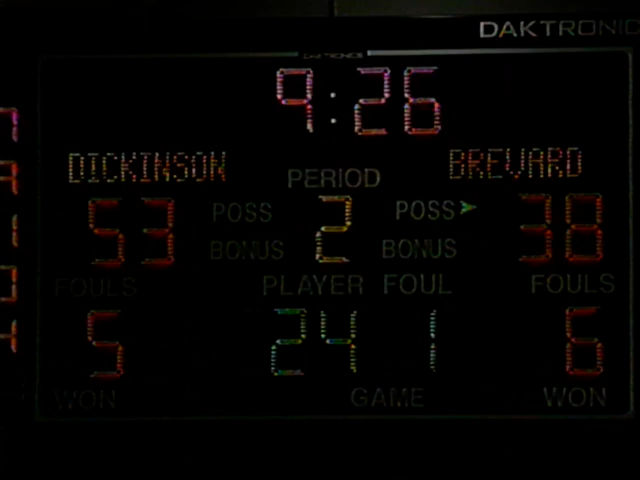 DAKTRONIC
DAKTRONICS
9:26
DICKINSON PERIOD BREVARD
53 POSS 2 POSS 38
BONUS BONUS
FOULS PLAYER FOUL FOULS
5 24 1 6
WON GAME WON